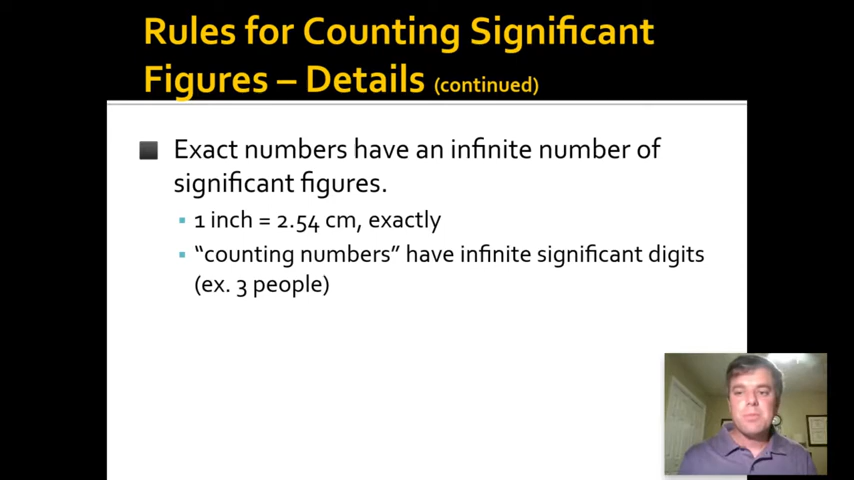 Rules for Counting Significant
Figures – Details (continued)
Exact numbers have an infinite number of
significant figures.
1 inch = 2.54 cm, exactly
“counting numbers” have infinite significant digits
(ex. 3 people)